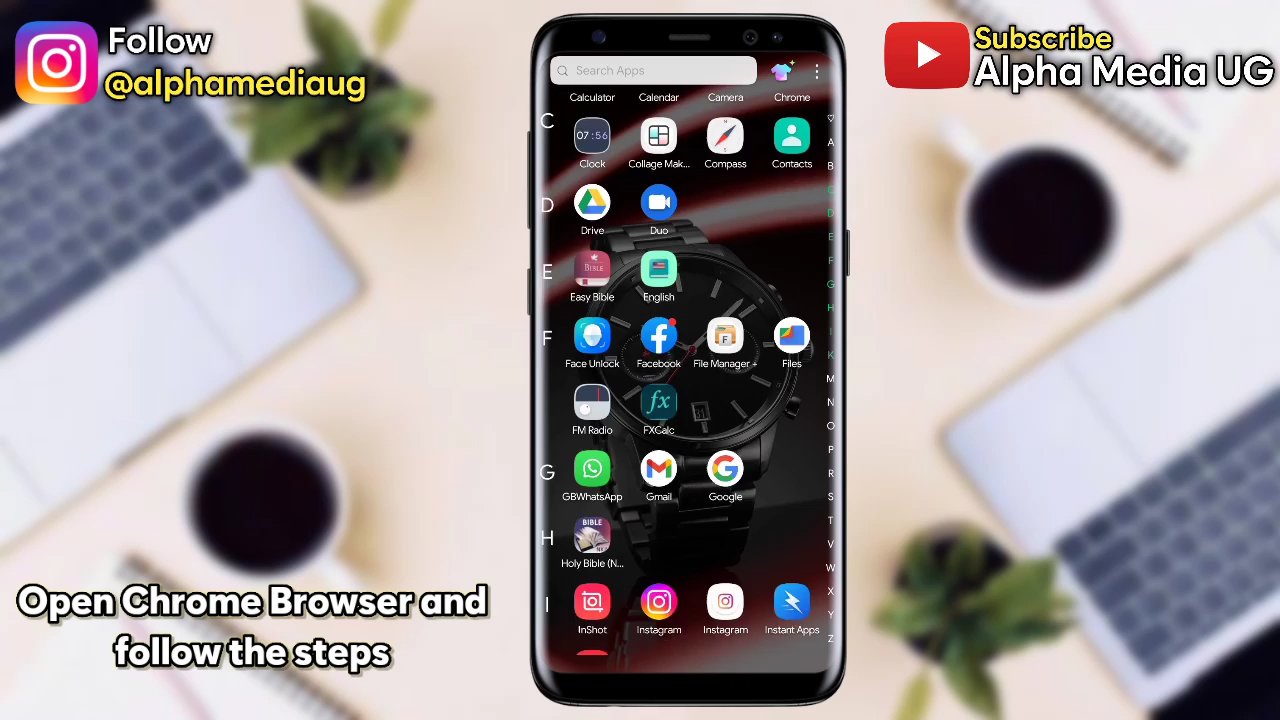 Follow
@alphamediaug
Subscribe
Alpha Media UG
Search Apps
Calculator Calendar Camera Chrome
C
07:56
Clock Collage Mak... Compass Contacts
D
Drive Duo
E
BIBLE
Easy Bible English
F
Face Unlock Facebook File Manager + Files
fx
FM Radio FXCalc
G
GBWhatsApp Gmail Google
H
BIBLE
Holy Bible (N...
I
InShot Instagram Instagram Instant Apps
A
B
C
D
E
F
G
H
I
K
M
N
O
P
R
S
T
V
W
X
Y
Z
Open Chrome Browser and
follow the steps